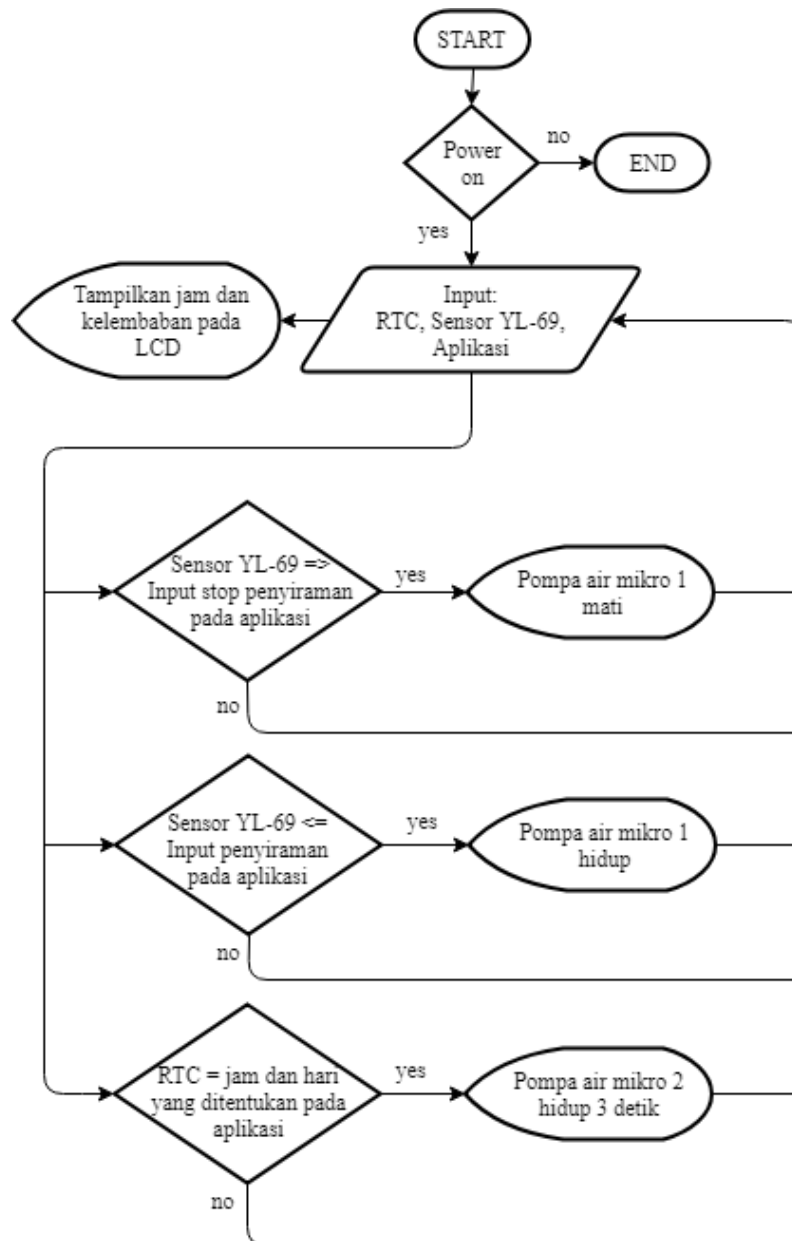 START
Power
on
no
END
yes
Input:
RTC, Sensor YL-69,
Aplikasi
Tampilkan jam dan
kelembaban pada
LCD
Sensor YL-69 =>
Input stop penyiraman
pada aplikasi
yes
Pompa air mikro 1
mati
no
Sensor YL-69 <=
Input penyiraman
pada aplikasi
yes
Pompa air mikro 1
hidup
no
RTC = jam dan hari
yang ditentukan pada
aplikasi
yes
Pompa air mikro 2
hidup 3 detik
no